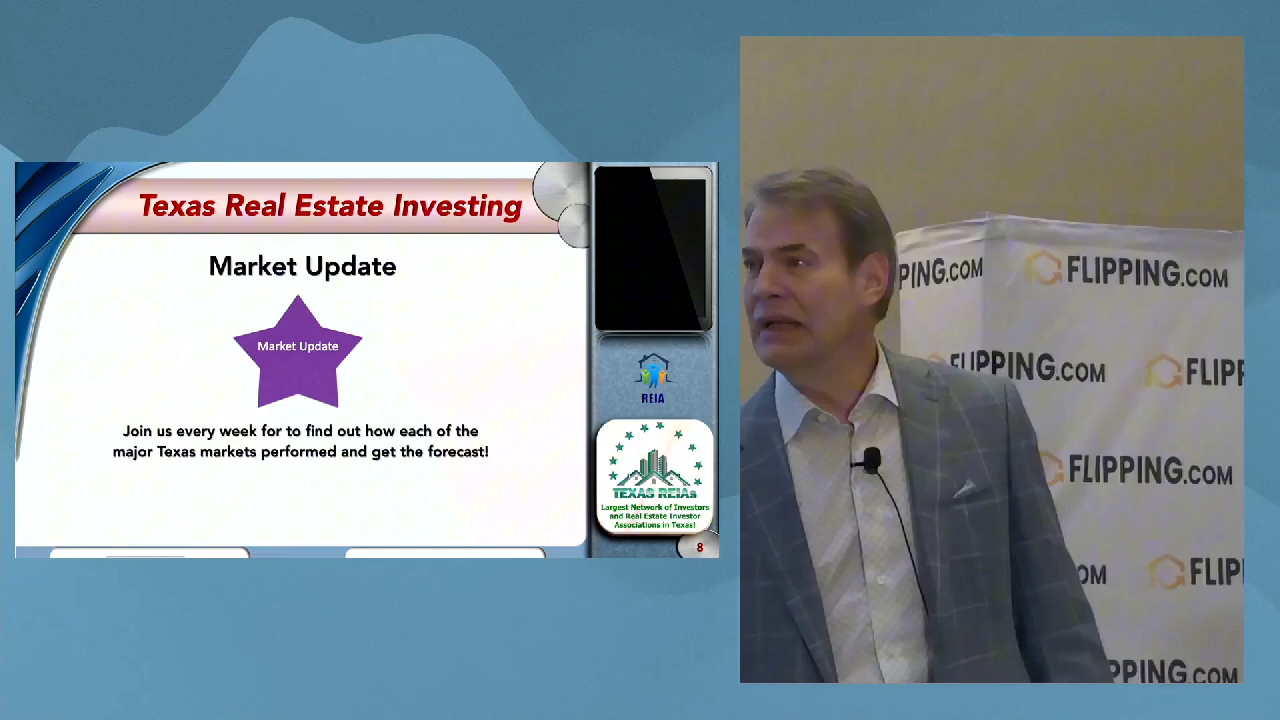 Texas Real Estate Investing
Market Update
Market Update
Join us every week for to find out how each of the
major Texas markets performed and get the forecast!
REIA
TEXAS REIAs
Largest Network of Investors
and Real Estate Investor
Associations in Texas!
8
PING.COM
FLIPPING.COM
FLIPPING.COM
FLIPP
FLIPPING.COM
OM
FLIP
PPING.COM